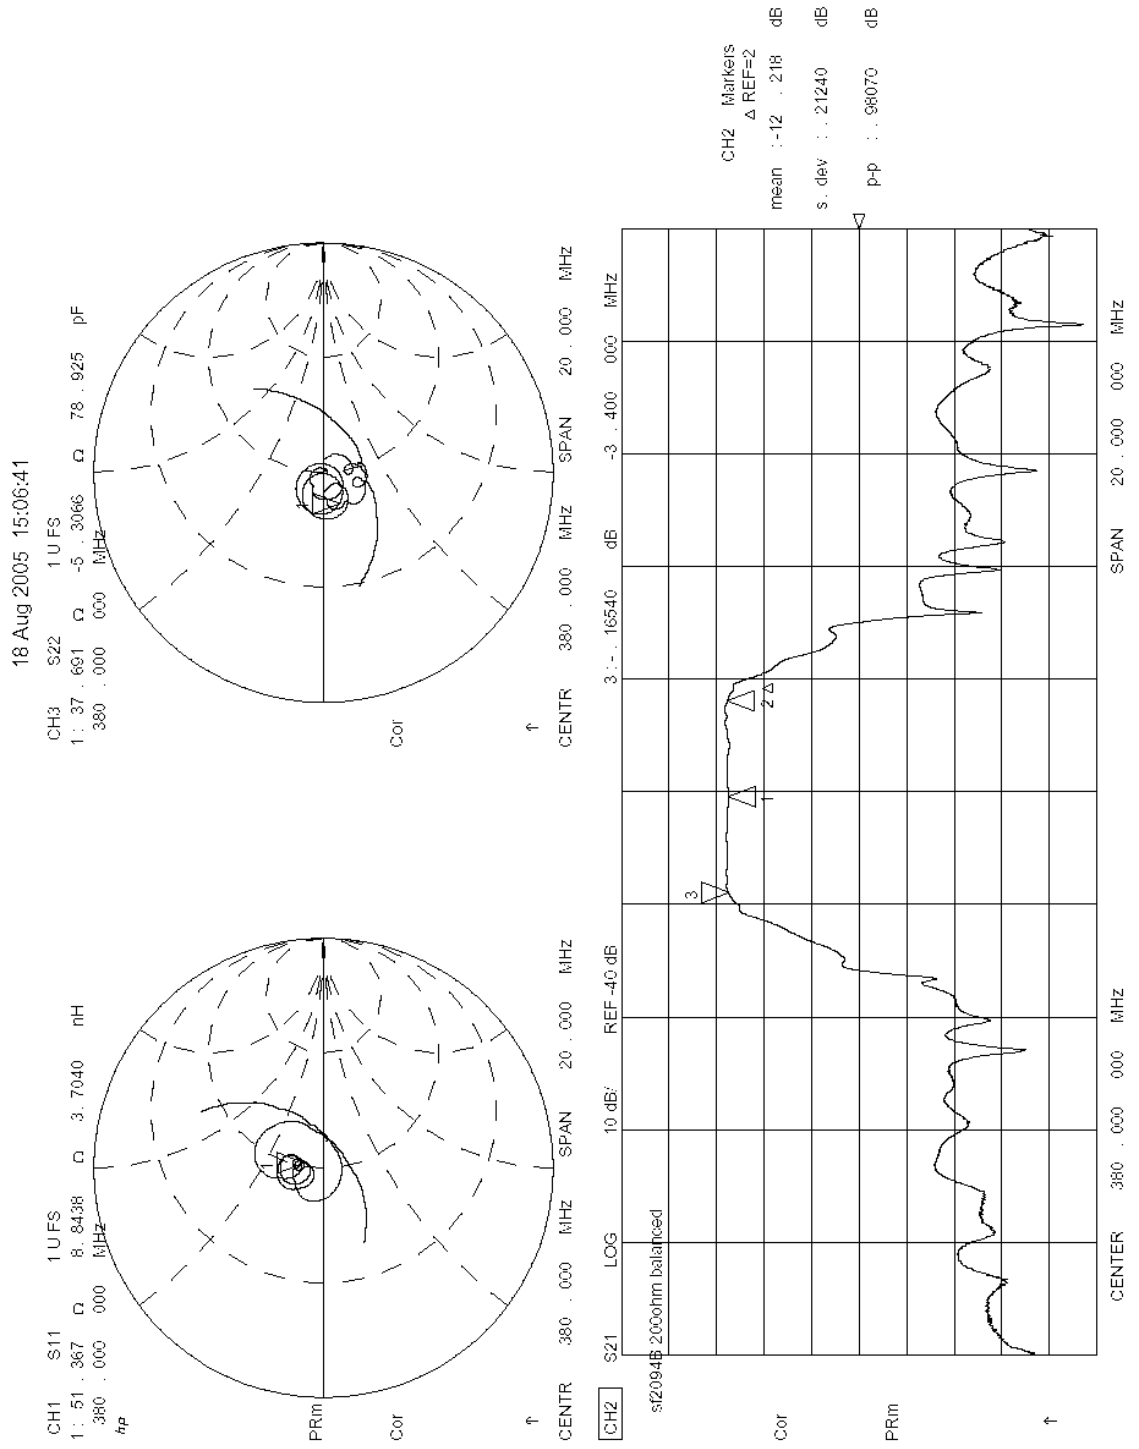 18 Aug 2005 15:06:41
CH1 S11 1 U FS
1 : 51 . 367 Ω 8 . 8438 Ω 3 . 7040 nH
380 . 000 000 MHz
hp
PRm
Cor
↑
CENTR 380 . 000 MHz SPAN 20 . 000 MHz
CH3 S22 1 U FS
1 : 37 . 691 Ω -5 . 3066 Ω 78 . 925 pF
380 . 000 000 MHz
Cor
↑
CENTR 380 . 000 MHz SPAN 20 . 000 MHz
CH2 S21 LOG 10 dB/ REF -40 dB 3 : - . 16540 dB -3 . 400 000 MHz
sf2094B 200ohm balanced
Cor
PRm
↑
3
1
2
CH2 Markers
Δ REF=2
mean : -12 . 218 dB
s. dev : . 21240 dB
p-p : . 98070 dB
CENTER 380 . 000 000 MHz SPAN 20 . 000 000 MHz